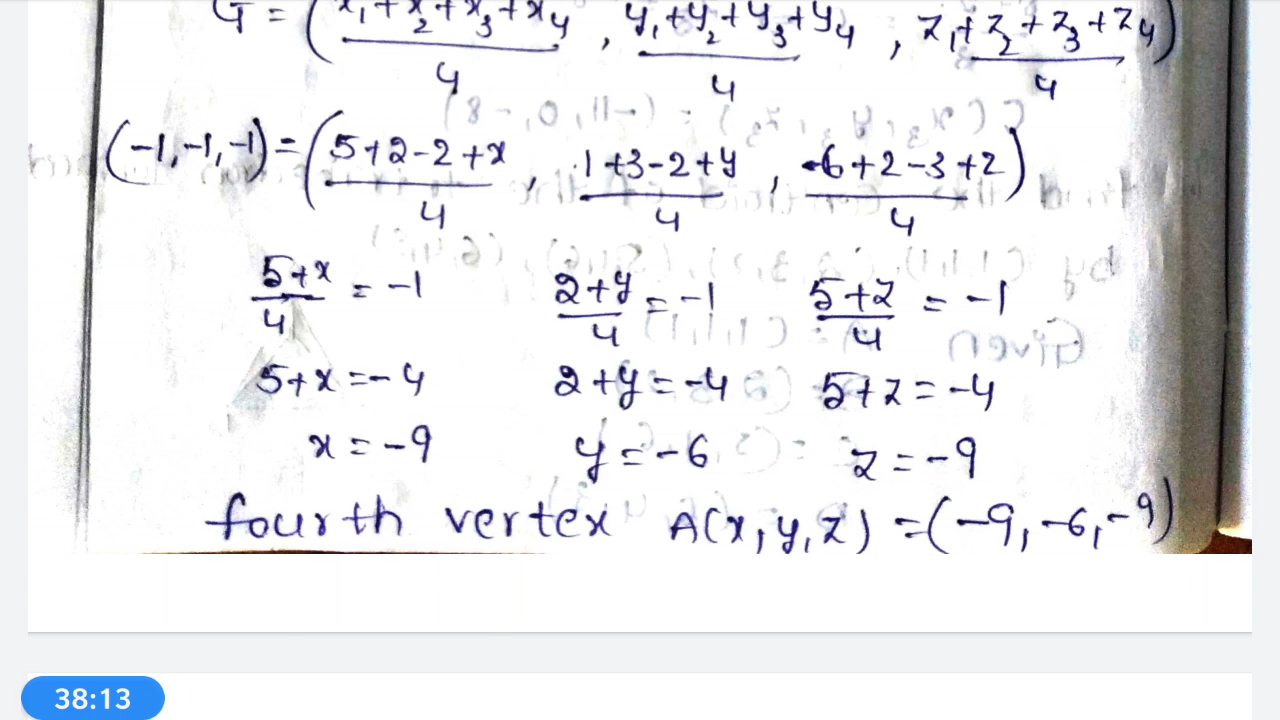 G = (x₁+x₂+x₃+x₄/4 , y₁+y₂+y₃+y₄/4 , z₁+z₂+z₃+z₄/4)
(-1,-1,-1) = (5+2-2+x/4 , 1+3-2+y/4 , -6+2-3+z/4)
5+x/4 = -1 2+y/4 = -1 5+z/4 = -1
5+x = -4 2+y = -4 5+z = -4
x = -9 y = -6 z = -9
fourth vertex A(x,y,z) = (-9,-6,-9)
38:13